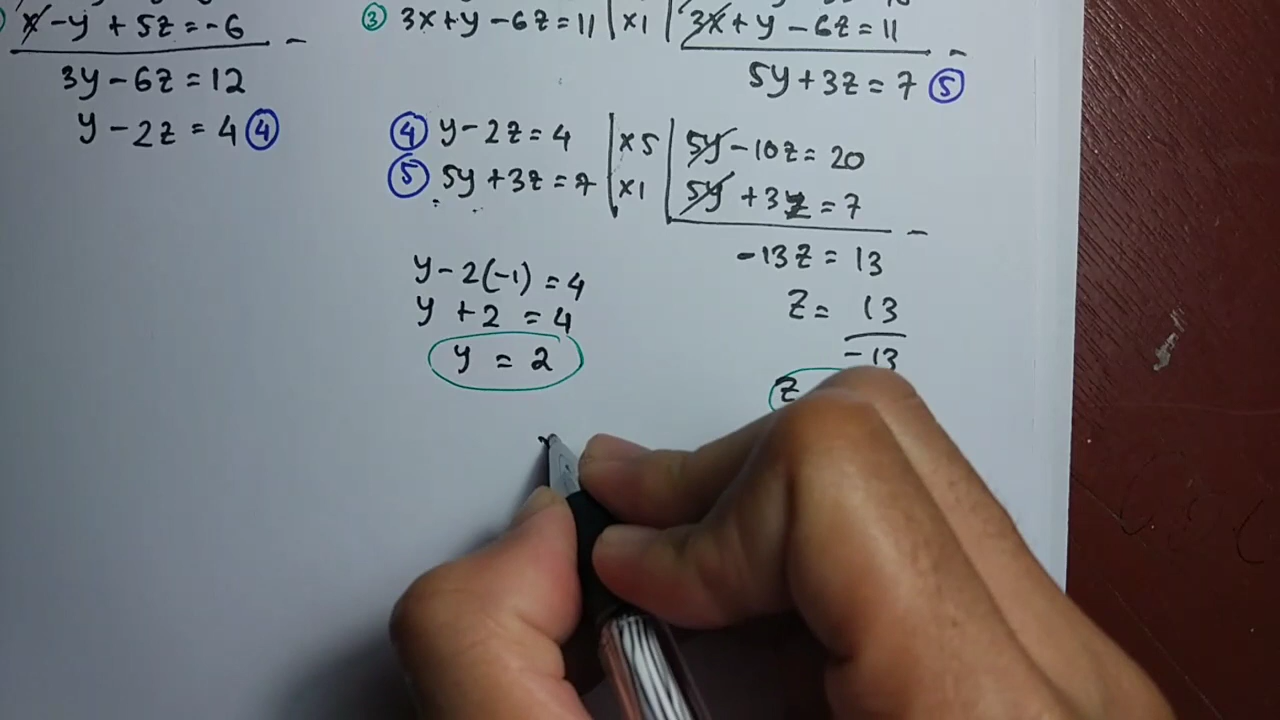 x - y + 5z = -6 -
3y - 6z = 12
y - 2z = 4 ④
③ 3x + y - 6z = 11 | x1 | 3x + y - 6z = 11 -
5y + 3z = 7 ⑤
④ y - 2z = 4 | x5 | 5y - 10z = 20
⑤ 5y + 3z = 7 | x1 | 5y + 3z = 7 -
-13z = 13
z = 13
-13
z
y - 2(-1) = 4
y + 2 = 4
y = 2